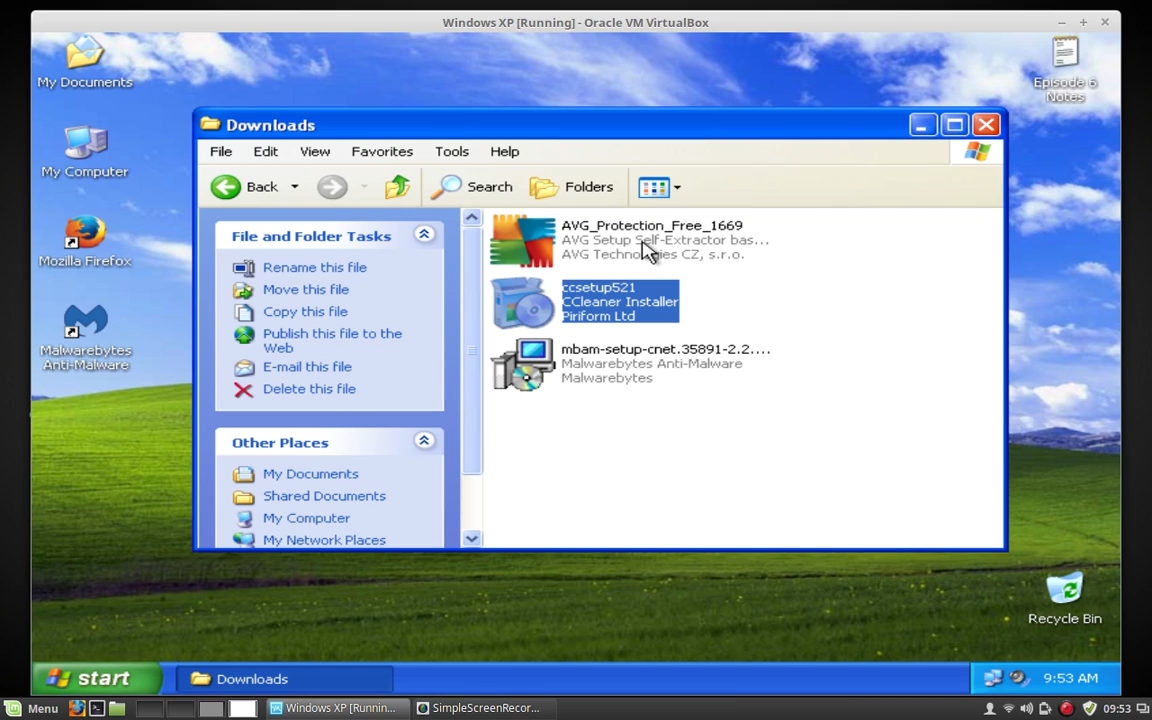 Windows XP [Running] - Oracle VM VirtualBox
My Documents
My Computer
Mozilla Firefox
Malwarebytes
Anti-Malware
Episode 6
Notes
Downloads
File Edit View Favorites Tools Help
Back Search Folders
File and Folder Tasks
Rename this file
Move this file
Copy this file
Publish this file to the
Web
E-mail this file
Delete this file
Other Places
My Documents
Shared Documents
My Computer
My Network Places
AVG_Protection_Free_1669
AVG Setup Self-Extractor bas...
AVG Technologies CZ, s.r.o.
ccsetup521
CCleaner Installer
Piriform Ltd
mbam-setup-cnet.35891-2.2....
Malwarebytes Anti-Malware
Malwarebytes
Recycle Bin
start Downloads 9:53 AM
Menu Windows XP [Runnin... SimpleScreenRecor... 09:53